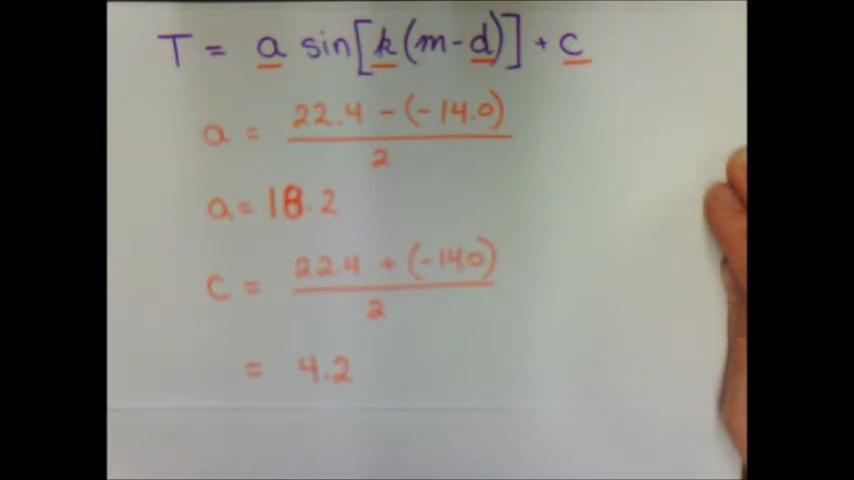 T = a sin[k(m-d)] + c
a = 22.4 - (-14.0)
2
a = 18.2
c = 22.4 + (-14.0)
2
= 4.2